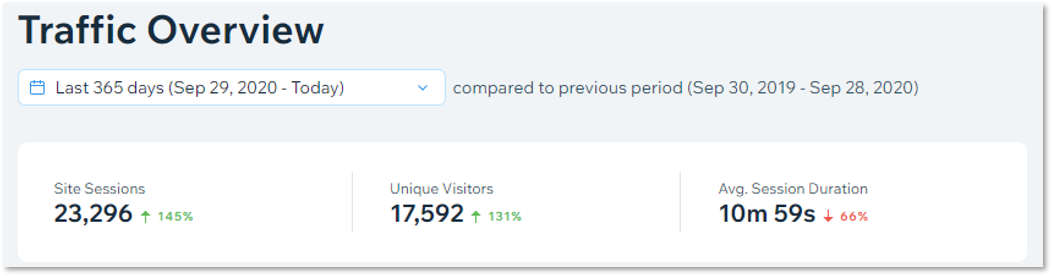 Traffic Overview
Last 365 days (Sep 29, 2020 - Today) compared to previous period (Sep 30, 2019 - Sep 28, 2020)
Site Sessions Unique Visitors Avg. Session Duration
23,296 ↑ 145% 17,592 ↑ 131% 10m 59s ↓ 66%